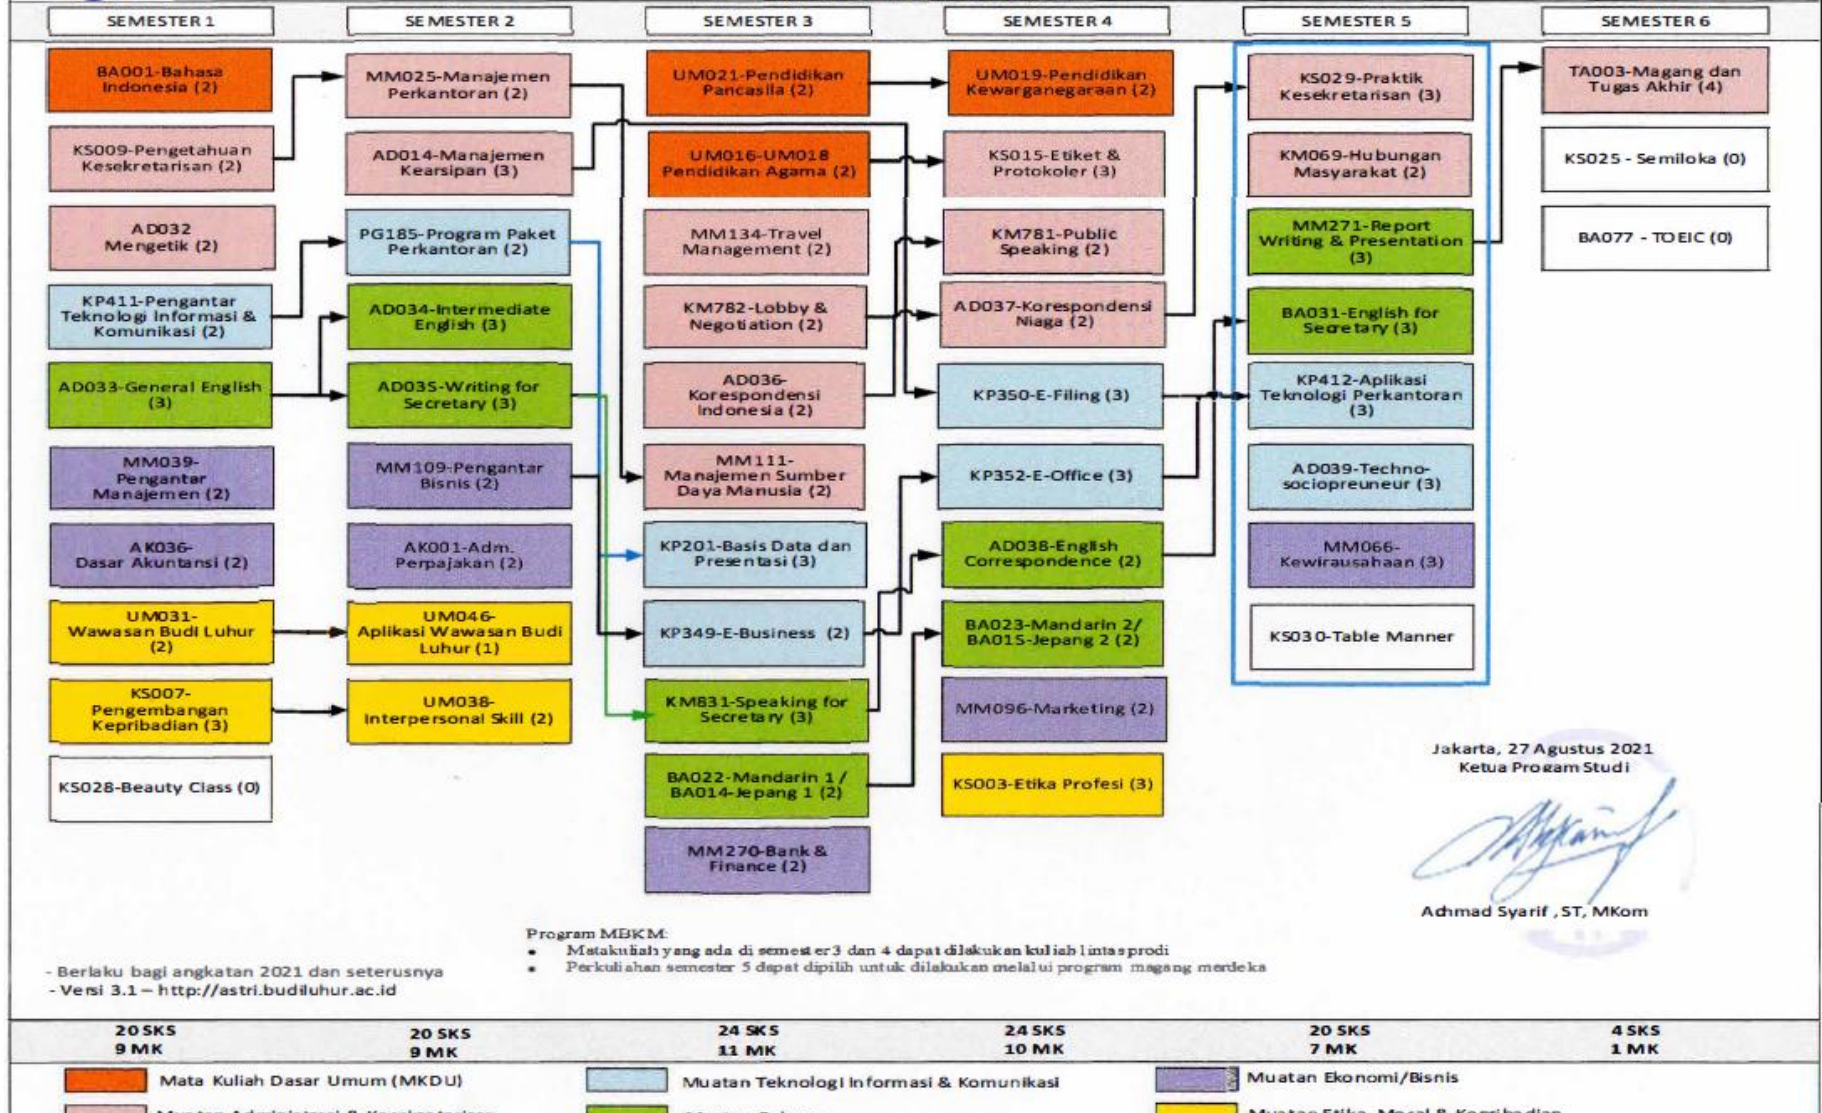 SEMESTER 1
BA001-Bahasa
Indonesia (2)
KS009-Pengetahuan
Kesekretarisan (2)
AD032
Mengetik (2)
KP411-Pengantar
Teknologi Informasi &
Komunikasi (2)
AD033-General English
(3)
MM039-
Pengantar
Manajemen (2)
AK036-
Dasar Akuntansi (2)
UM031-
Wawasan Budi Luhur
(2)
KS007-
Pengembangan
Kepribadian (3)
KS028-Beauty Class (0)
SEMESTER 2
MM025-Manajemen
Perkantoran (2)
AD014-Manajemen
Kearsipan (3)
PG185-Program Paket
Perkantoran (2)
AD034-Intermediate
English (3)
AD035-Writing for
Secretary (3)
MM109-Pengantar
Bisnis (2)
AK001-Adm.
Perpajakan (2)
UM046-
Aplikasi Wawasan Budi
Luhur (1)
UM038-
Interpersonal Skill (2)
SEMESTER 3
UM021-Pendidikan
Pancasila (2)
UM016-UM018
Pendidikan Agama (2)
MM134-Travel
Management (2)
KM782-Lobby &
Negotiation (2)
AD036-
Korespondensi
Indonesia (2)
MM111-
Manajemen Sumber
Daya Manusia (2)
KP201-Basis Data dan
Presentasi (3)
KP349-E-Business (2)
KM831-Speaking for
Secretary (3)
BA022-Mandarin 1 /
BA014-Jepang 1 (2)
MM270-Bank &
Finance (2)
SEMESTER 4
UM019-Pendidikan
Kewarganegaraan (2)
KS015-Etiket &
Protokoler (3)
KM781-Public
Speaking (2)
AD037-Korespondensi
Niaga (2)
KP350-E-Filing (3)
KP352-E-Office (3)
AD038-English
Correspondence (2)
BA023-Mandarin 2/
BA015-Jepang 2 (2)
MM096-Marketing (2)
KS003-Etika Profesi (3)
SEMESTER 5
KS029-Praktik
Kesekretarisan (3)
KM069-Hubungan
Masyarakat (2)
MM271-Report
Writing & Presentation
(3)
BA031-English for
Secretary (3)
KP412-Aplikasi
Teknologi Perkantoran
(3)
AD039-Techno-
sociopreuneur (3)
MM066-
Kewirausahaan (3)
KS030-Table Manner
SEMESTER 6
TA003-Magang dan
Tugas Akhir (4)
KS025 - Semiloka (0)
BA077 - TOEIC (0)
Jakarta, 27 Agustus 2021
Ketua Program Studi
Achmad Syarif , ST, MKom
Program MBKM:
• Matakuliah yang ada di semester 3 dan 4 dapat dilakukan kuliah lintas prodi
• Perkuliahan semester 5 dapat dipilih untuk dilakukan melalui program magang merdeka
- Berlaku bagi angkatan 2021 dan seterusnya
- Versi 3.1 – http://astri.budiluhur.ac.id
20 SKS
9 MK
20 SKS
9 MK
24 SKS
11 MK
24 SKS
10 MK
20 SKS
7 MK
4 SKS
1 MK
Mata Kuliah Dasar Umum (MKDU)
Muatan Teknologi Informasi & Komunikasi
Muatan Ekonomi/Bisnis